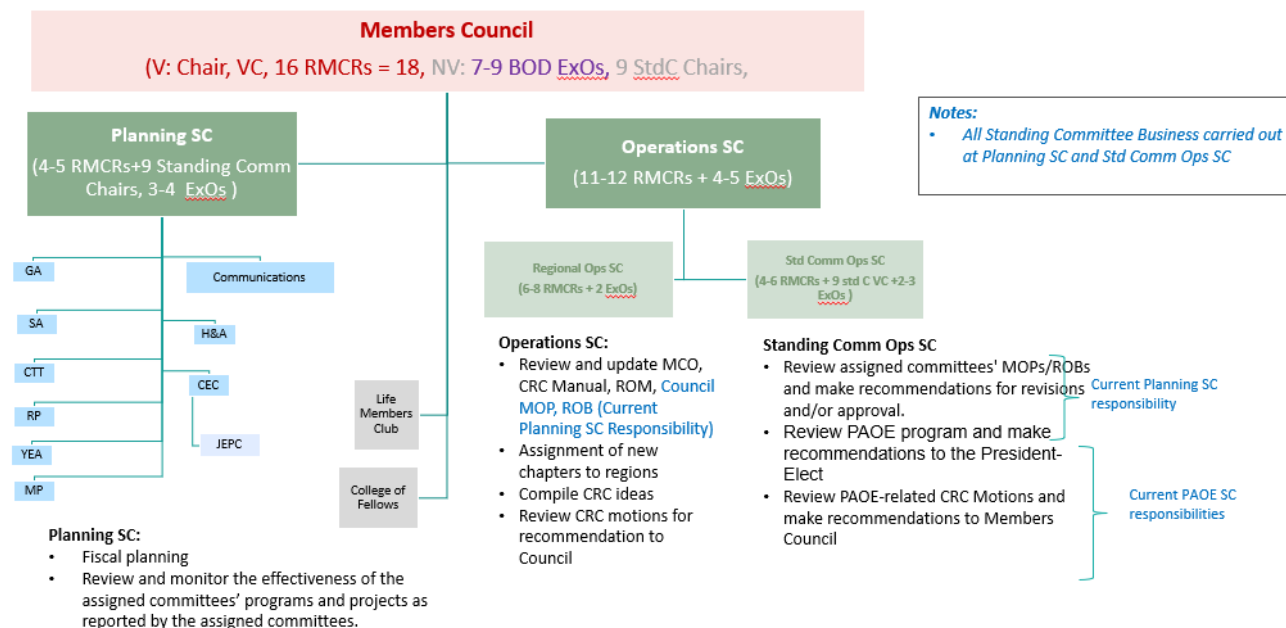 Members Council
(V: Chair, VC, 16 RMCRs = 18, NV: 7-9 BOD ExOs, 9 StdC Chairs,
Planning SC
(4-5 RMCRs+9 Standing Comm
Chairs, 3-4 ExOs )
Operations SC
(11-12 RMCRs + 4-5 ExOs)
Notes:
• All Standing Committee Business carried out
at Planning SC and Std Comm Ops SC
GA
Communications
SA
H&A
CTT
CEC
RP
JEPC
YEA
MP
Life
Members
Club
College of
Fellows
Regional Ops SC
(6-8 RMCRs + 2 ExOs)
Std Comm Ops SC
(4-6 RMCRs + 9 std C VC +2-3
ExOs )
Planning SC:
• Fiscal planning
• Review and monitor the effectiveness of the
assigned committees’ programs and projects as
reported by the assigned committees.
Operations SC:
• Review and update MCO,
CRC Manual, ROM, Council
MOP, ROB (Current
Planning SC Responsibility)
• Assignment of new
chapters to regions
• Compile CRC ideas
• Review CRC motions for
recommendation to
Council
Standing Comm Ops SC
• Review assigned committees' MOPs/ROBs
and make recommendations for revisions
and/or approval.
• Review PAOE program and make
recommendations to the President-
Elect
• Review PAOE-related CRC Motions and
make recommendations to Members
Council
Current Planning SC
responsibility
Current PAOE SC
responsibilities